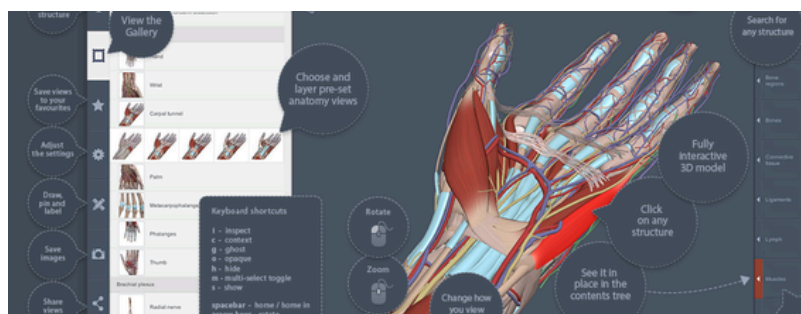 structure
View the
Gallery
Save views
to your
favourites
Adjust
the settings
Draw,
pin and
label
Save
images
Share
views
Hand
Wrist
Carpal tunnel
Palm
Metacarpophalange
Phalanges
Thumb
Brachial plexus
Radial nerve
Choose and
layer pre-set
anatomy views
Keyboard shortcuts
i - inspect
c - context
g - ghost
o - opaque
h - hide
m - multi-select toggle
s - show
spacebar - home / home in
Rotate
Zoom
Change how
you view
Fully
interactive
3D model
Click
on any
structure
See it in
place in the
contents tree
Search for
any structure
Bone
regions
Bones
Connective
tissue
Ligaments
Lymph
Muscles